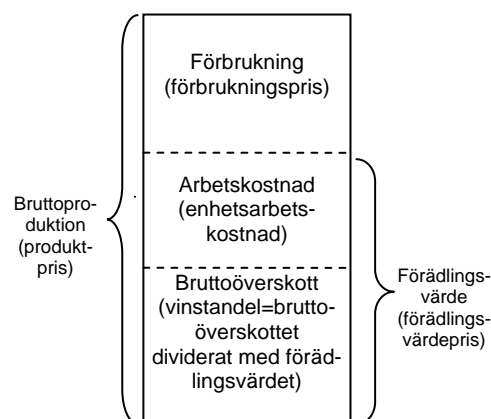 Förbrukning
(förbrukningspris)
Arbetskostnad
(enhetsarbets-
kostnad)
Bruttoöverskott
(vinstandel=brutto-
överskottet
dividerat med föräd-
lingsvärdet)
Bruttopro-
duktion
(produkt-
pris)
Förädlings-
värde
(förädlings-
värdepris)